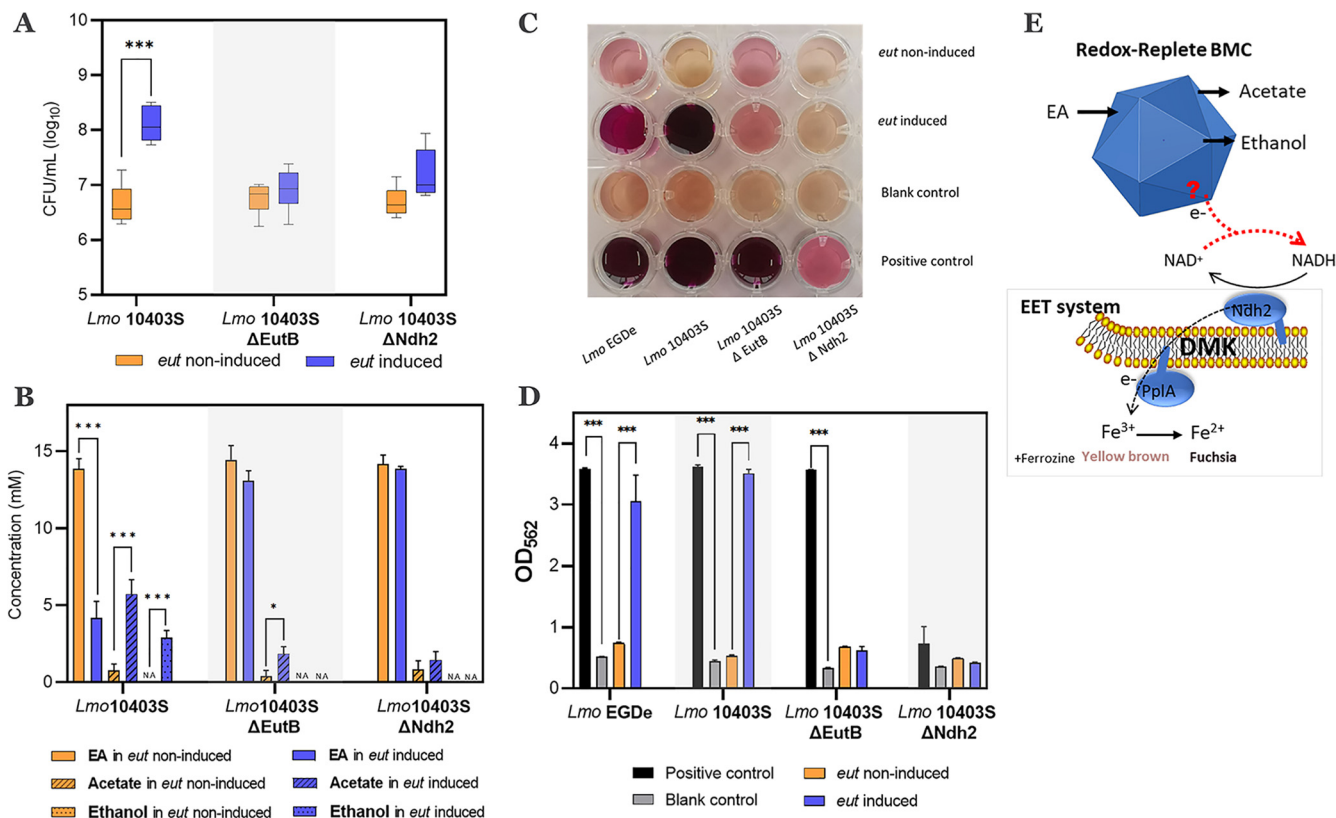 A
CFU/mL (log10)
10
9
8
7
6
5
***
Lmo 10403S
Lmo 10403S
ΔEutB
Lmo 10403S
ΔNdh2
eut non-induced
eut induced
B
Concentration (mM)
15
10
5
0
***
***
***
NA
*
NA NA
NA NA
Lmo10403S
Lmo10403S
ΔEutB
Lmo10403S
ΔNdh2
EA in eut non-induced
EA in eut induced
Acetate in eut non-induced
Acetate in eut induced
Ethanol in eut non-induced
Ethanol in eut induced
C
eut non-induced
eut induced
Blank control
Positive control
Lmo EGDe
Lmo 10403S
Lmo 10403S
Δ EutB
Lmo 10403S
Δ Ndh2
D
OD562
4
3
2
1
0
***
***
***
***
***
Lmo EGDe
Lmo 10403S
Lmo 10403S
ΔEutB
Lmo 10403S
ΔNdh2
Positive control
eut non-induced
Blank control
eut induced
E
Redox-Replete BMC
EA
Acetate
Ethanol
?
e-
NAD+
NADH
EET system
Ndh2
DMK
e-
PplA
Fe3+
Fe2+
+Ferrozine Yellow brown Fuchsia